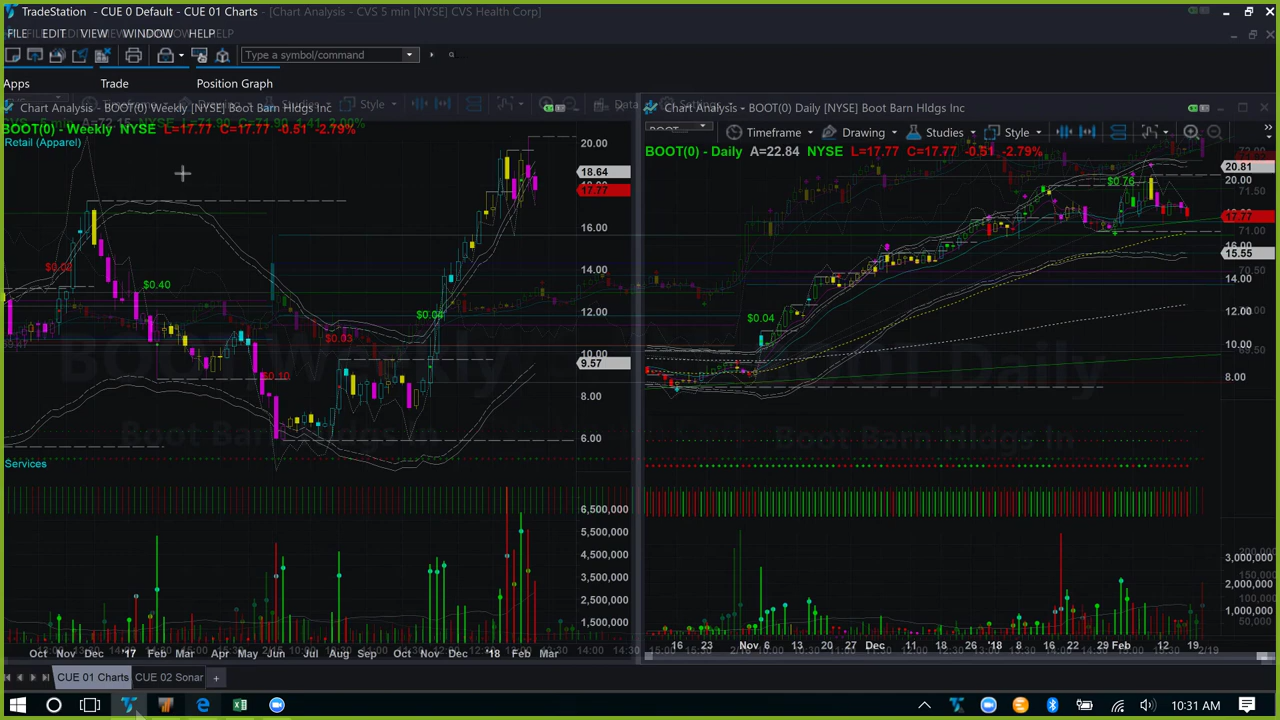 TradeStation - CUE 0 Default - CUE 01 Charts - [Chart Analysis - CVS 5 min [NYSE] CVS Health Corp]
FILE EDIT VIEW WINDOW HELP
Type a symbol/command
Apps Trade Position Graph
Chart Analysis - BOOT(0) Weekly [NYSE] Boot Barn Hldgs Inc
BOOT(0) - Weekly NYSE L=17.77 C=17.77 -0.51 -2.79%
Retail (Apparel)
20.00
18.64
17.77
16.00
14.00
12.00
10.00
9.57
8.00
6.00
$0.40
$0.04
$0.03
$0.10
BOOT Weekly
Services
6,500,000
5,500,000
4,500,000
3,500,000
2,500,000
1,500,000
Oct Nov Dec '17 Feb Mar Apr May Jun Jul Aug Sep Oct Nov Dec '18 Feb Mar
Chart Analysis - BOOT(0) Daily [NYSE] Boot Barn Hldgs Inc
Timeframe Drawing Studies Style
BOOT(0) - Daily A=22.84 NYSE L=17.77 C=17.77 -0.51 -2.79%
20.81
20.00
17.77
16.00
15.55
12.00
10.00
8.00
$0.76
$0.04
Boot Barn Hldgs In
3,000,000
1,000,000
16 23 Nov 6 13 20 27 Dec 11 18 26 '18 8 16 22 29 Feb 12 19
CUE 01 Charts CUE 02 Sonar +
10:31 AM